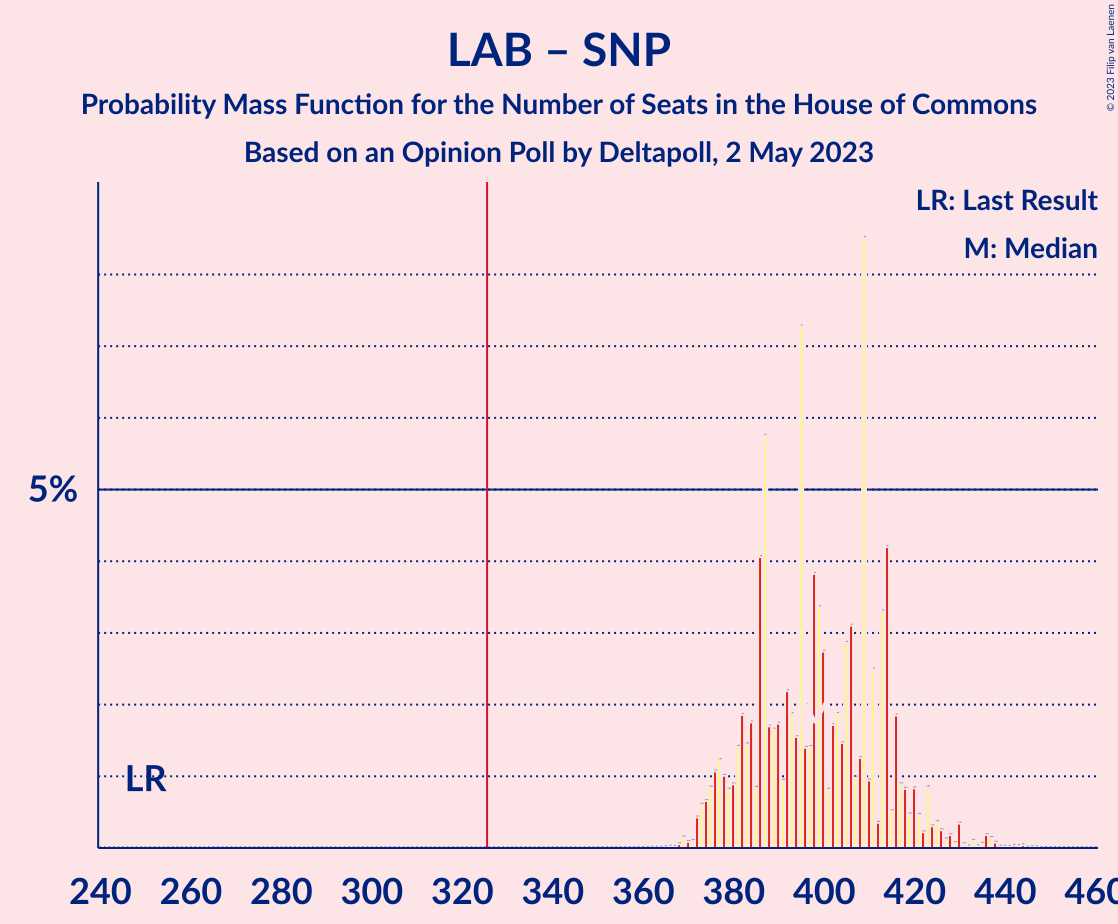 LAB – SNP
Probability Mass Function for the Number of Seats in the House of Commons
Based on an Opinion Poll by Deltapoll, 2 May 2023
© 2023 Filip van Laenen
LR: Last Result
M: Median
5%
LR
240 260 280 300 320 340 360 380 400 420 440 460